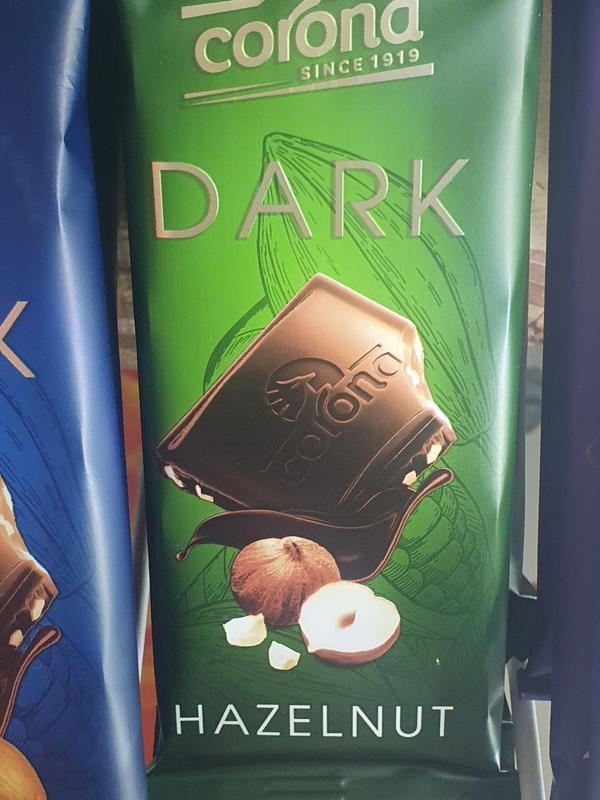 corona
SINCE 1919
DARK
K
corona
HAZELNUT